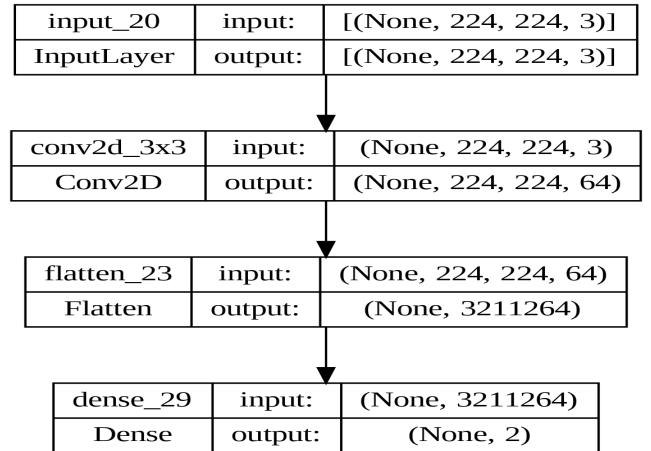 input_20 input: [(None, 224, 224, 3)]
InputLayer output: [(None, 224, 224, 3)]
conv2d_3x3 input: (None, 224, 224, 3)
Conv2D output: (None, 224, 224, 64)
flatten_23 input: (None, 224, 224, 64)
Flatten output: (None, 3211264)
dense_29 input: (None, 3211264)
Dense output: (None, 2)